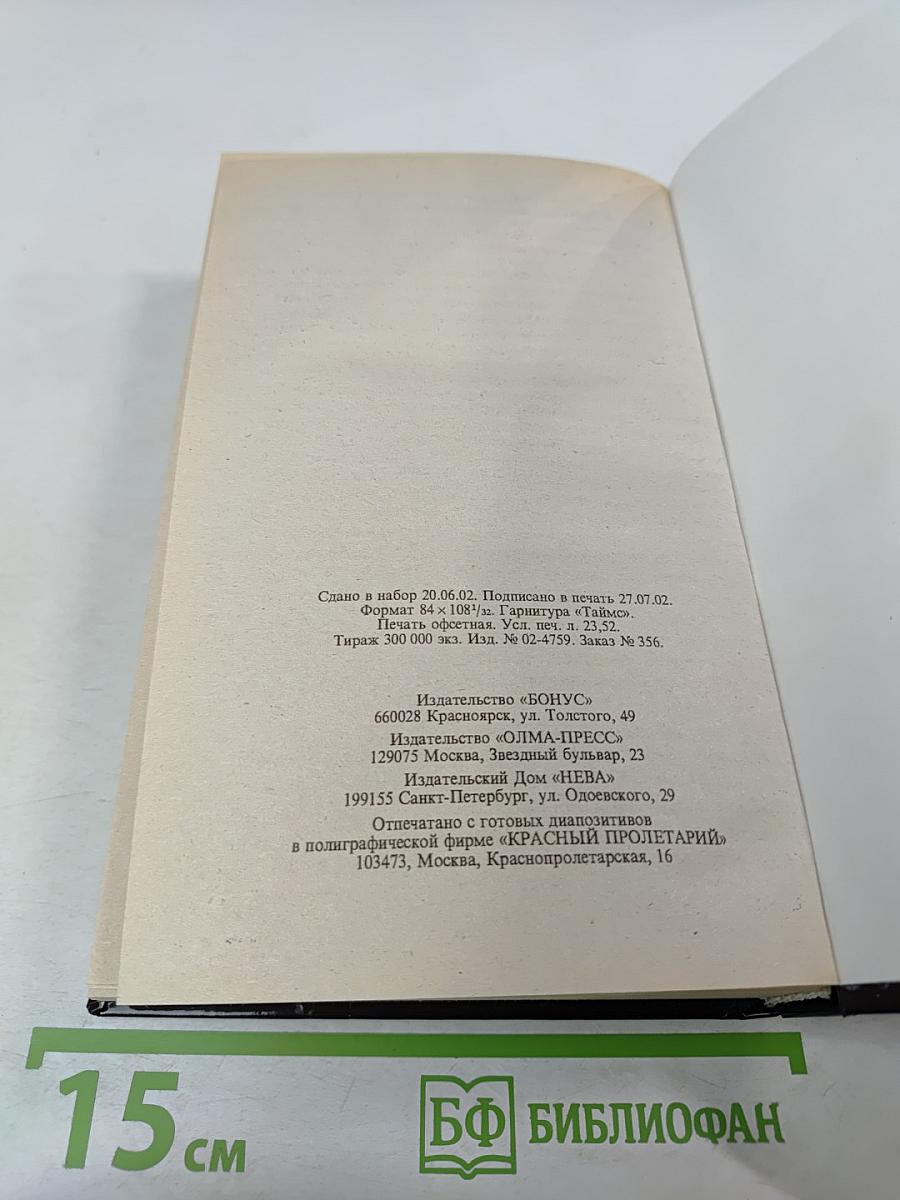 Сдано в набор 20.06.02. Подписано в печать 27.07.02.
Формат 84 × 108¹/₃₂. Гарнитура «Таймс».
Печать офсетная. Усл. печ. л. 23,52.
Тираж 300 000 экз. Изд. № 02-4759. Заказ № 356.
Издательство «БОНУС»
660028 Красноярск, ул. Толстого, 49
Издательство «ОЛМА-ПРЕСС»
129075 Москва, Звездный бульвар, 23
Издательский Дом «НЕВА»
199155 Санкт-Петербург, ул. Одоевского, 29
Отпечатано с готовых диапозитивов
в полиграфической фирме «КРАСНЫЙ ПРОЛЕТАРИЙ»
103473, Москва, Краснопролетарская, 16
15 см
БФ БИБЛИОФАН